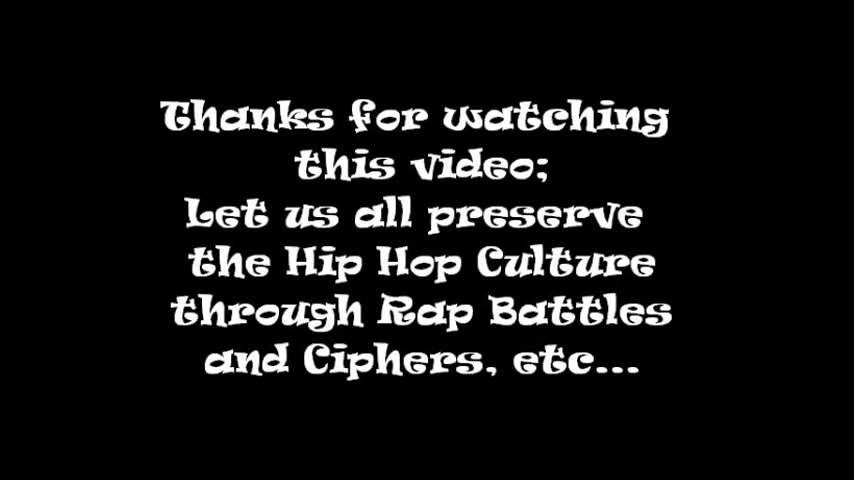 Thanks for watching
this video;
Let us all preserve
the Hip Hop Culture
through Rap Battles
and Ciphers, etc...